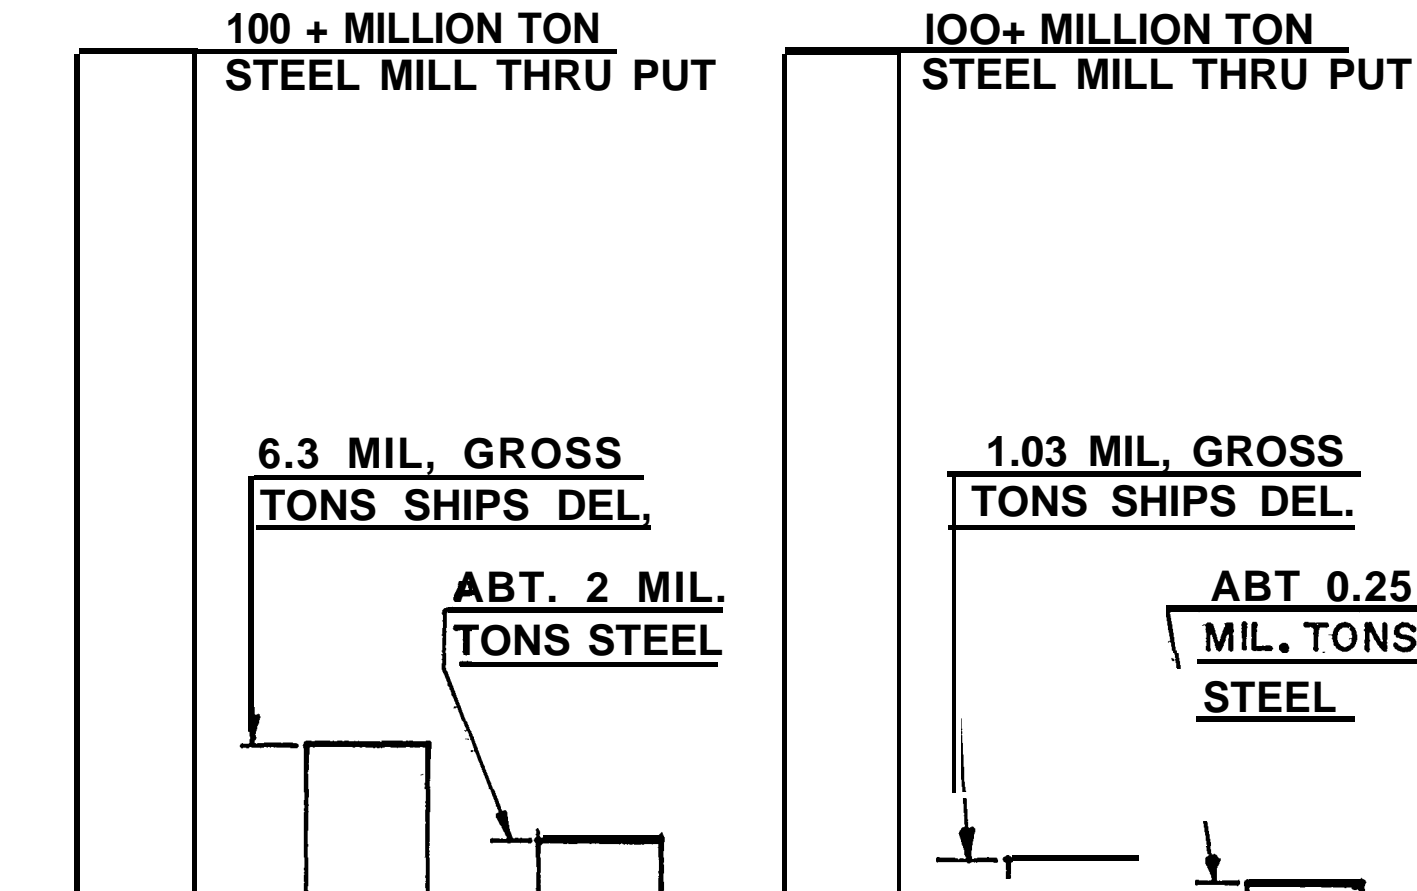 100 + MILLION TON
STEEL MILL THRU PUT
6.3 MIL, GROSS
TONS SHIPS DEL,
ABT. 2 MIL.
TONS STEEL
IOO+ MILLION TON
STEEL MILL THRU PUT
1.03 MIL, GROSS
TONS SHIPS DEL.
ABT 0.25
MIL. TONS
STEEL